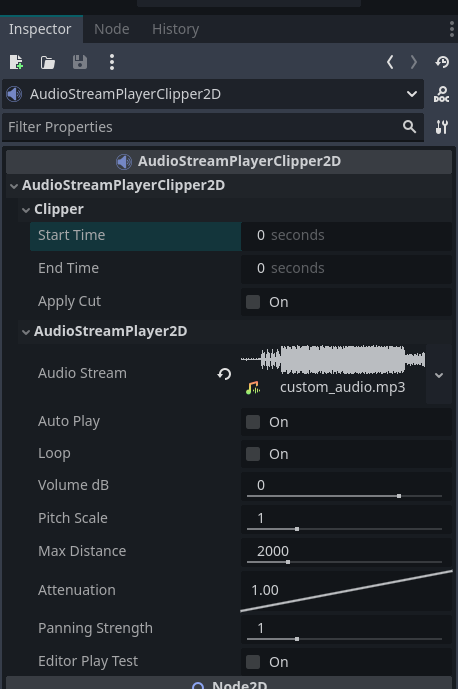 Inspector Node History
AudioStreamPlayerClipper2D
DOC
Filter Properties
AudioStreamPlayerClipper2D
AudioStreamPlayerClipper2D
Clipper
Start Time 0 seconds
End Time 0 seconds
Apply Cut On
AudioStreamPlayer2D
Audio Stream custom_audio.mp3
Auto Play On
Loop On
Volume dB 0
Pitch Scale 1
Max Distance 2000
Attenuation 1.00
Panning Strength 1
Editor Play Test On
Node2D